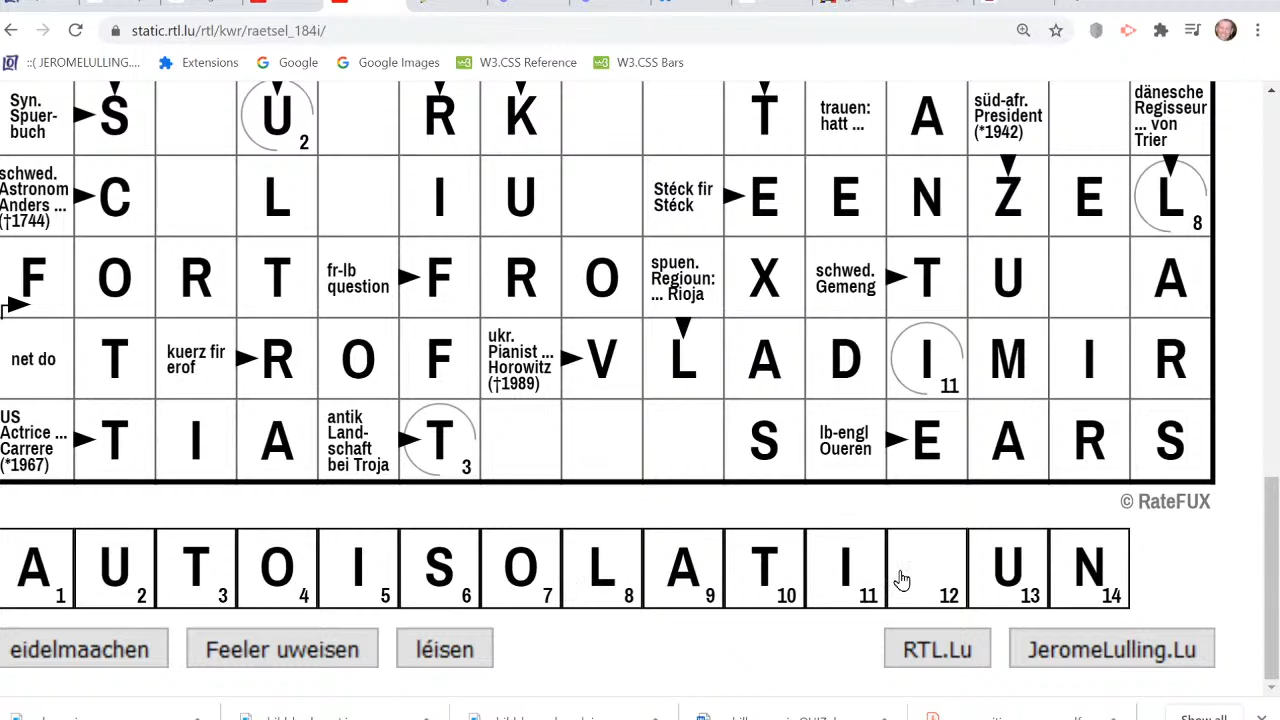 static.rtl.lu/rtl/kwr/raetsel_184i/
::( JEROMELULLING.... Extensions Google Google Images W3.CSS Reference W3.CSS Bars
Syn.
Spuer-
buch
S U 2 R K T
trauen:
hatt ...
A
süd-afr.
President
(*1942)
dänesche
Regisseur
... von
Trier
schwed.
Astronom
Anders ...
(†1744)
C L I U
Stéck fir
Stéck
E E N Z E L 8
F O R T
fr-lb
question
F R O
spuen.
Regioun:
... Rioja
X
schwed.
Gemeng
T U A
net do
T
kuerz fir
erof
R O F
ukr.
Pianist ...
Horowitz
(†1989)
V L A D I 11 M I R
US
Actrice ...
Carrere
(*1967)
T I A
antik
Land-
schaft
bei Troja
T 3 S
lb-engl
Oueren
E A R S
© RateFUX
A U T O I S O L A T I U N
1 2 3 4 5 6 7 8 9 10 11 12 13 14
eidelmaachen Feeler uweisen léisen RTL.Lu JeromeLulling.Lu